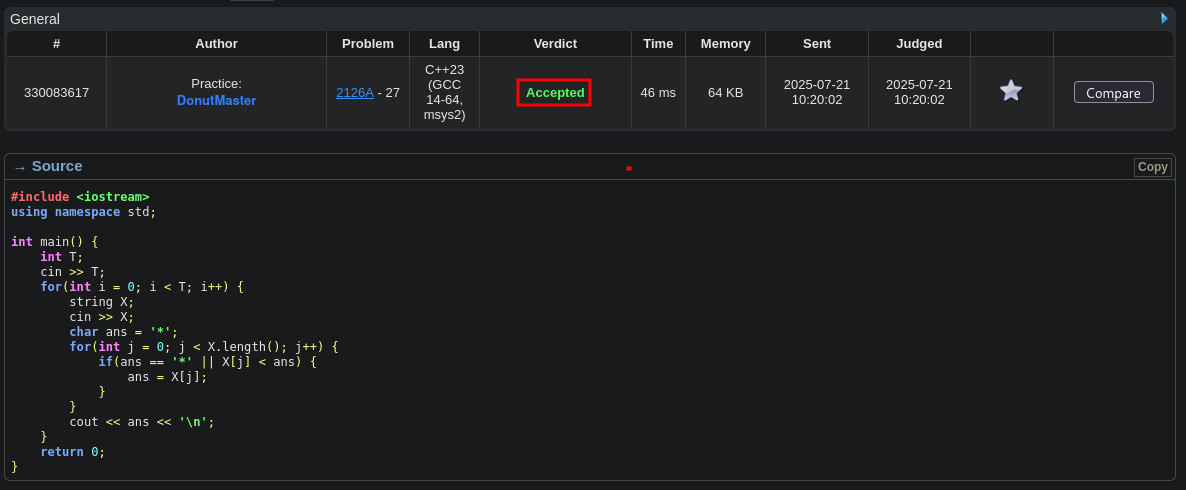 General
# Author Problem Lang Verdict Time Memory Sent Judged
330083617 Practice: DonutMaster 2126A - 27 C++23 (GCC 14-64, msys2) Accepted 46 ms 64 KB 2025-07-21 10:20:02 2025-07-21 10:20:02 Compare
→ Source Copy
#include <iostream>
using namespace std;

int main() {
    int T;
    cin >> T;
    for(int i = 0; i < T; i++) {
        string X;
        cin >> X;
        char ans = '*';
        for(int j = 0; j < X.length(); j++) {
            if(ans == '*' || X[j] < ans) {
                ans = X[j];
            }
        }
        cout << ans << '\n';
    }
    return 0;
}